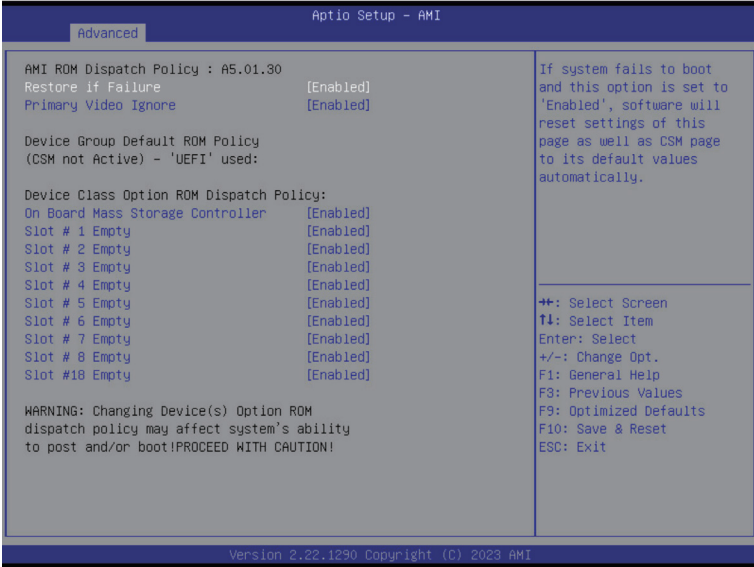 Aptio Setup – AMI
Advanced
AMI ROM Dispatch Policy : A5.01.30
Restore if Failure [Enabled]
Primary Video Ignore [Enabled]
Device Group Default ROM Policy
(CSM not Active) – 'UEFI' used:
Device Class Option ROM Dispatch Policy:
On Board Mass Storage Controller [Enabled]
Slot # 1 Empty [Enabled]
Slot # 2 Empty [Enabled]
Slot # 3 Empty [Enabled]
Slot # 4 Empty [Enabled]
Slot # 5 Empty [Enabled]
Slot # 6 Empty [Enabled]
Slot # 7 Empty [Enabled]
Slot # 8 Empty [Enabled]
Slot #18 Empty [Enabled]
WARNING: Changing Device(s) Option ROM
dispatch policy may affect system's ability
to post and/or boot!PROCEED WITH CAUTION!
If system fails to boot
and this option is set to
'Enabled', software will
reset settings of this
page as well as CSM page
to its default values
automatically.
→←: Select Screen
↑↓: Select Item
Enter: Select
+/-: Change Opt.
F1: General Help
F3: Previous Values
F9: Optimized Defaults
F10: Save & Reset
ESC: Exit
Version 2.22.1290 Copyright (C) 2023 AMI